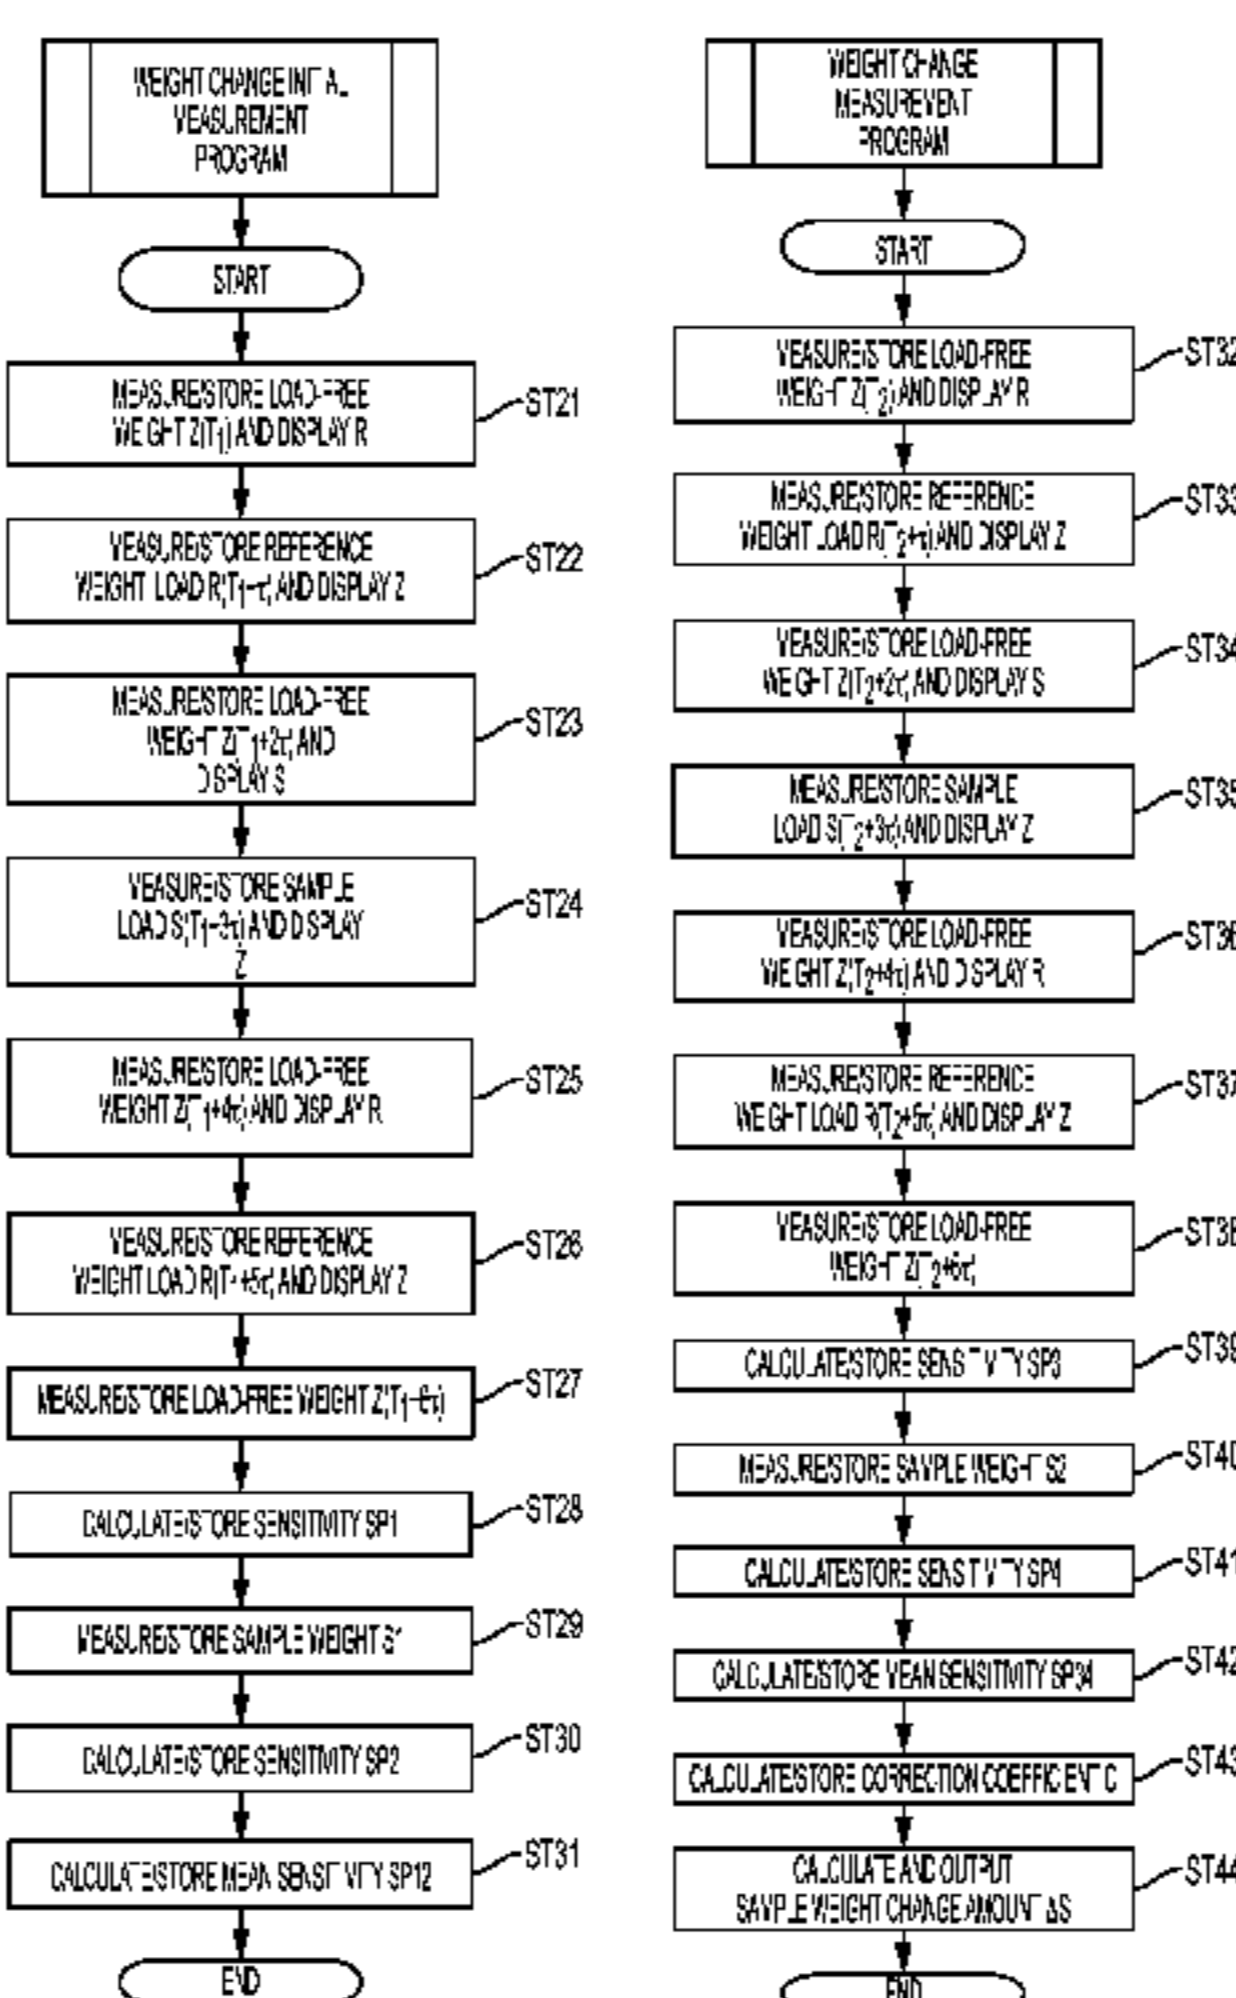 WEIGHT CHANGE INITIAL
MEASUREMENT
PROGRAM
START
MEASURE/STORE LOAD-FREE
WEIGHT Z(T1) AND DISPLAY R
ST21
MEASURE/STORE REFERENCE
WEIGHT LOAD R(T1+τ) AND DISPLAY Z
ST22
MEASURE/STORE LOAD-FREE
WEIGHT Z(T1+2τ) AND
DISPLAY S
ST23
MEASURE/STORE SAMPLE
LOAD S(T1+3τ) AND DISPLAY
Z
ST24
MEASURE/STORE LOAD-FREE
WEIGHT Z(T1+4τ) AND DISPLAY R
ST25
MEASURE/STORE REFERENCE
WEIGHT LOAD R(T1+5τ) AND DISPLAY Z
ST26
MEASURE/STORE LOAD-FREE WEIGHT Z(T1+6τ)
ST27
CALCULATE/STORE SENSITIVITY SP1
ST28
MEASURE/STORE SAMPLE WEIGHT S1
ST29
CALCULATE/STORE SENSITIVITY SP2
ST30
CALCULATE/STORE MEAN SENSITIVITY SP12
ST31
END
WEIGHT CHANGE
MEASUREMENT
PROGRAM
START
MEASURE/STORE LOAD-FREE
WEIGHT Z(T2) AND DISPLAY R
ST32
MEASURE/STORE REFERENCE
WEIGHT LOAD R(T2+τ) AND DISPLAY Z
ST33
MEASURE/STORE LOAD-FREE
WEIGHT Z(T2+2τ) AND DISPLAY S
ST34
MEASURE/STORE SAMPLE
LOAD S(T2+3τ) AND DISPLAY Z
ST35
MEASURE/STORE LOAD-FREE
WEIGHT Z(T2+4τ) AND DISPLAY R
ST36
MEASURE/STORE REFERENCE
WEIGHT LOAD R(T2+5τ) AND DISPLAY Z
ST37
MEASURE/STORE LOAD-FREE
WEIGHT Z(T2+6τ)
ST38
CALCULATE/STORE SENSITIVITY SP3
ST39
MEASURE/STORE SAMPLE WEIGHT S2
ST40
CALCULATE/STORE SENSITIVITY SP4
ST41
CALCULATE/STORE MEAN SENSITIVITY SP34
ST42
CALCULATE/STORE CORRECTION COEFFICIENT C
ST43
CALCULATE AND OUTPUT
SAMPLE WEIGHT CHANGE AMOUNT ΔS
ST44
END